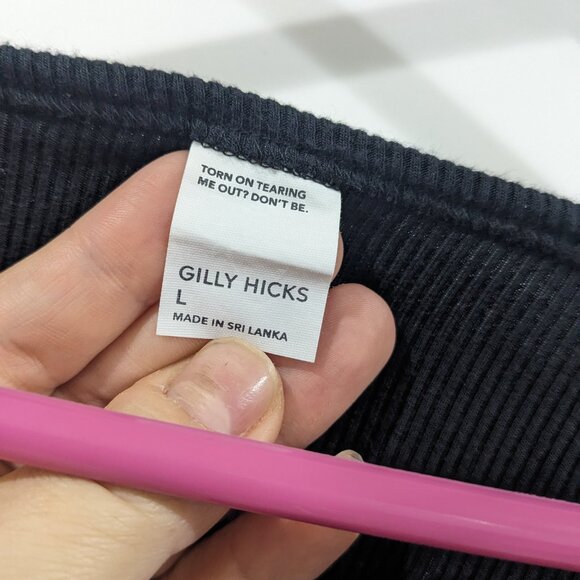 TORN ON TEARING
ME OUT? DON'T BE.
GILLY HICKS
L
MADE IN SRI LANKA